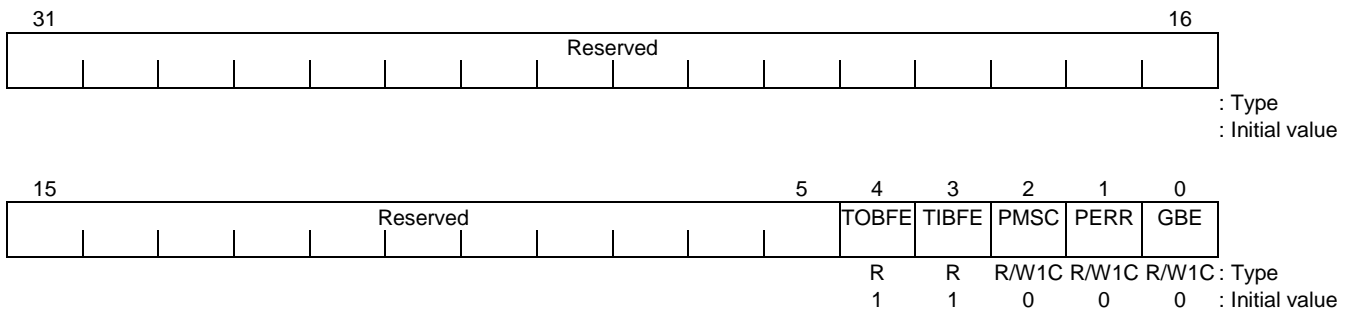 31 16
Reserved
: Type
: Initial value
15 5 4 3 2 1 0
Reserved TOBFE TIBFE PMSC PERR GBE
R R R/W1C R/W1C R/W1C : Type
1 1 0 0 0 : Initial value